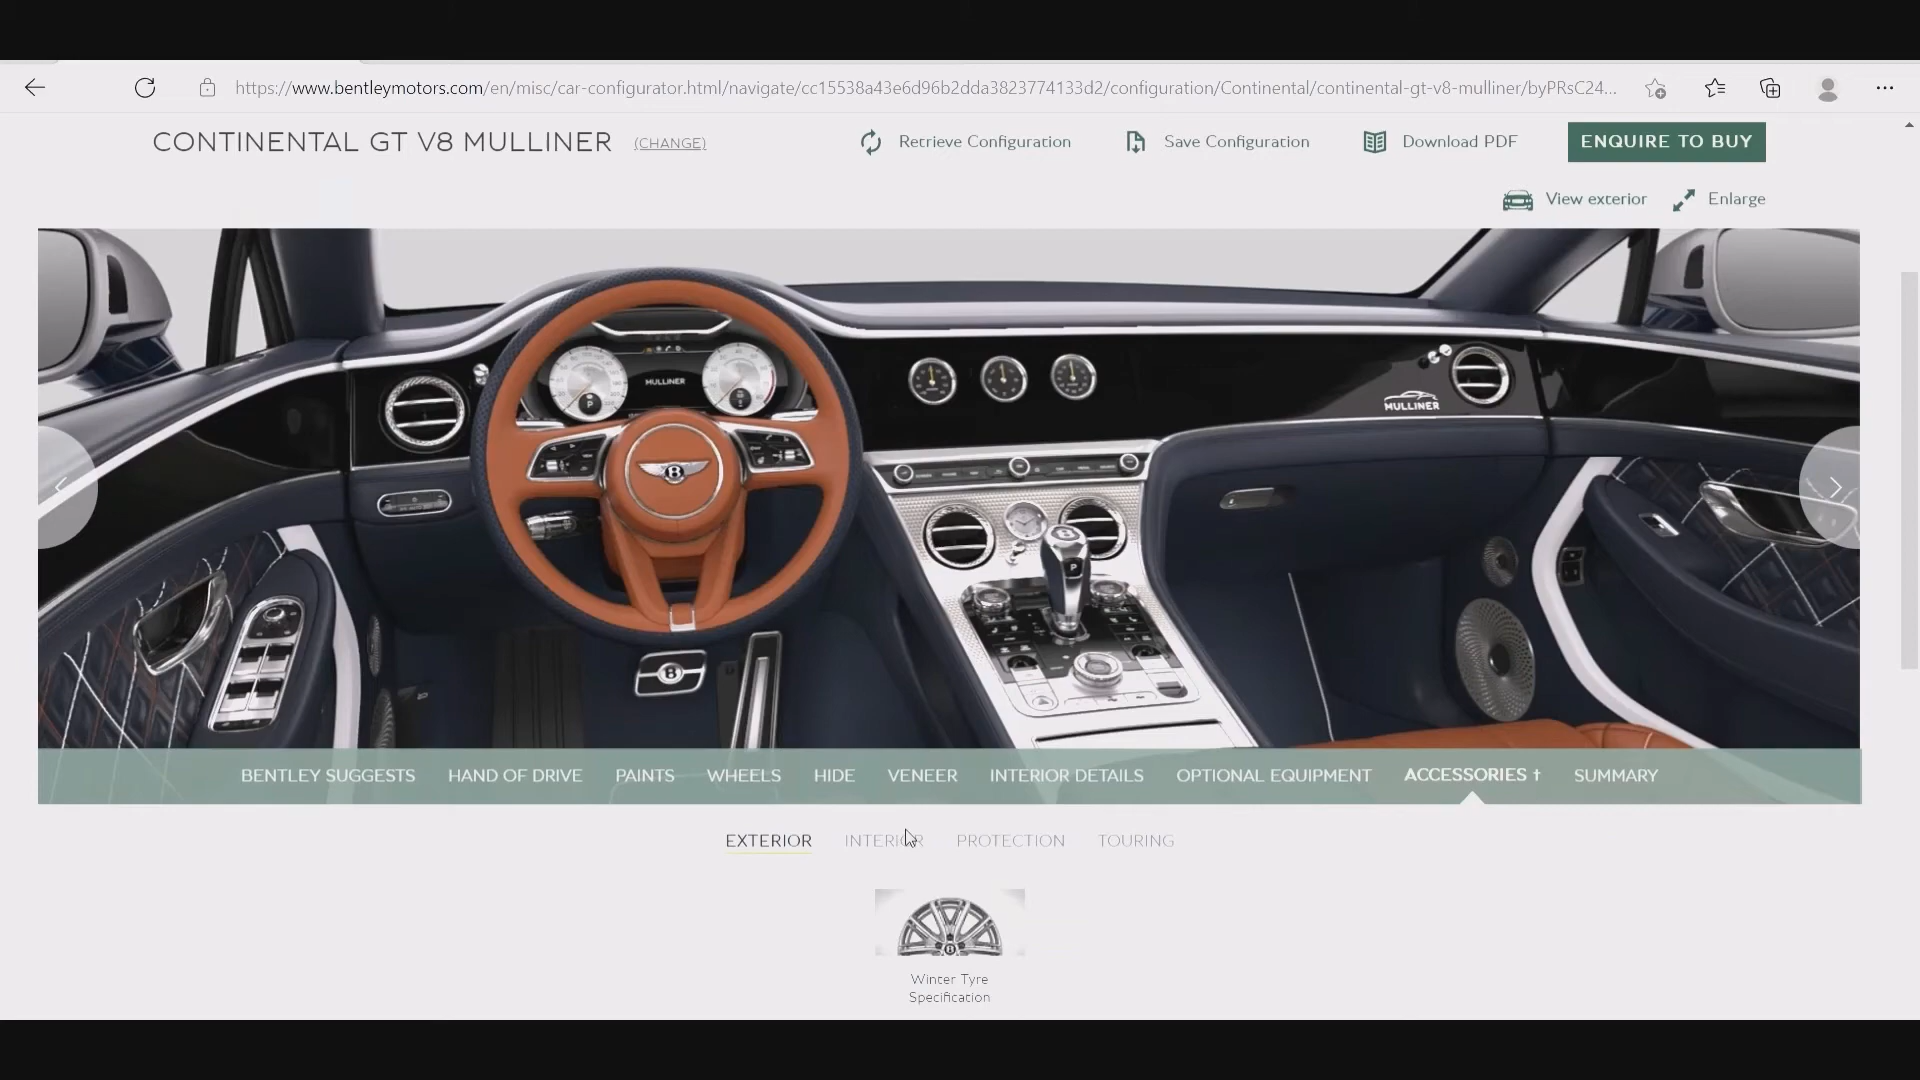 https://www.bentleymotors.com/en/misc/car-configurator.html/navigate/cc15538a43e6d96b2dda3823774133d2/configuration/Continental/continental-gt-v8-mulliner/byPRsC24...
CONTINENTAL GT V8 MULLINER (CHANGE)
Retrieve Configuration
Save Configuration
Download PDF
ENQUIRE TO BUY
View exterior
Enlarge
MULLINER
MULLINER
B
P
BENTLEY SUGGESTS HAND OF DRIVE PAINTS WHEELS HIDE VENEER INTERIOR DETAILS OPTIONAL EQUIPMENT ACCESSORIES † SUMMARY
EXTERIOR INTERIOR PROTECTION TOURING
Winter Tyre
Specification